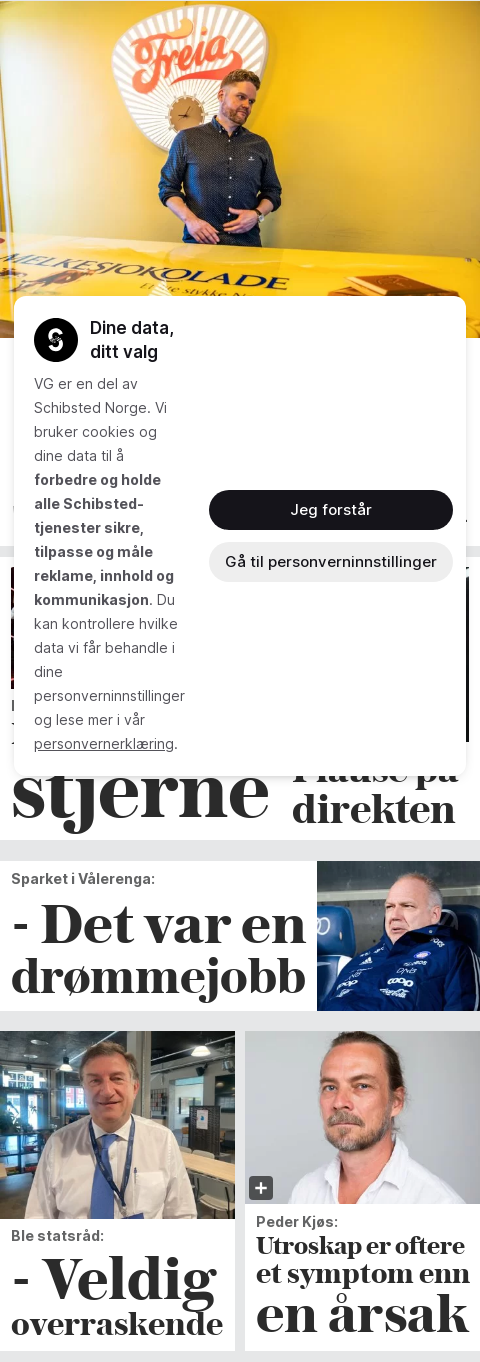 Freia
MELKESJOKOLADE
Dine data,
ditt valg
VG er en del av
Schibsted Norge. Vi
bruker cookies og
dine data til å
forbedre og holde
alle Schibsted-
tjenester sikre,
tilpasse og måle
reklame, innhold og
kommunikasjon. Du
kan kontrollere hvilke
data vi får behandle i
dine
personverninnstillinger
og lese mer i vår
personvernerklæring.
Jeg forstår
Gå til personverninnstillinger
stjerne
Flause på
direkten
Sparket i Vålerenga:
- Det var en
drømmejobb
coop
coop
Ble statsråd:
- Veldig
overraskende
Peder Kjøs:
Utroskap er oftere
et symptom enn
en årsak